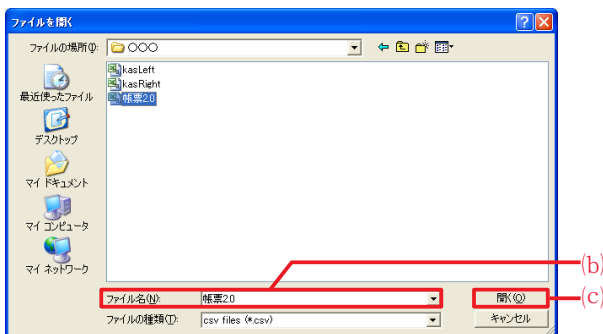 ファイルを開く
ファイルの場所(I):
〇〇〇
最近使ったファイル
デスクトップ
マイ ドキュメント
マイ コンピュータ
マイ ネットワーク
kasLeft
kasRight
帳票2.0
ファイル名(N):
帳票2.0
開く(O)
ファイルの種類(T):
csv files (*.csv)
キャンセル
(b)
(c)